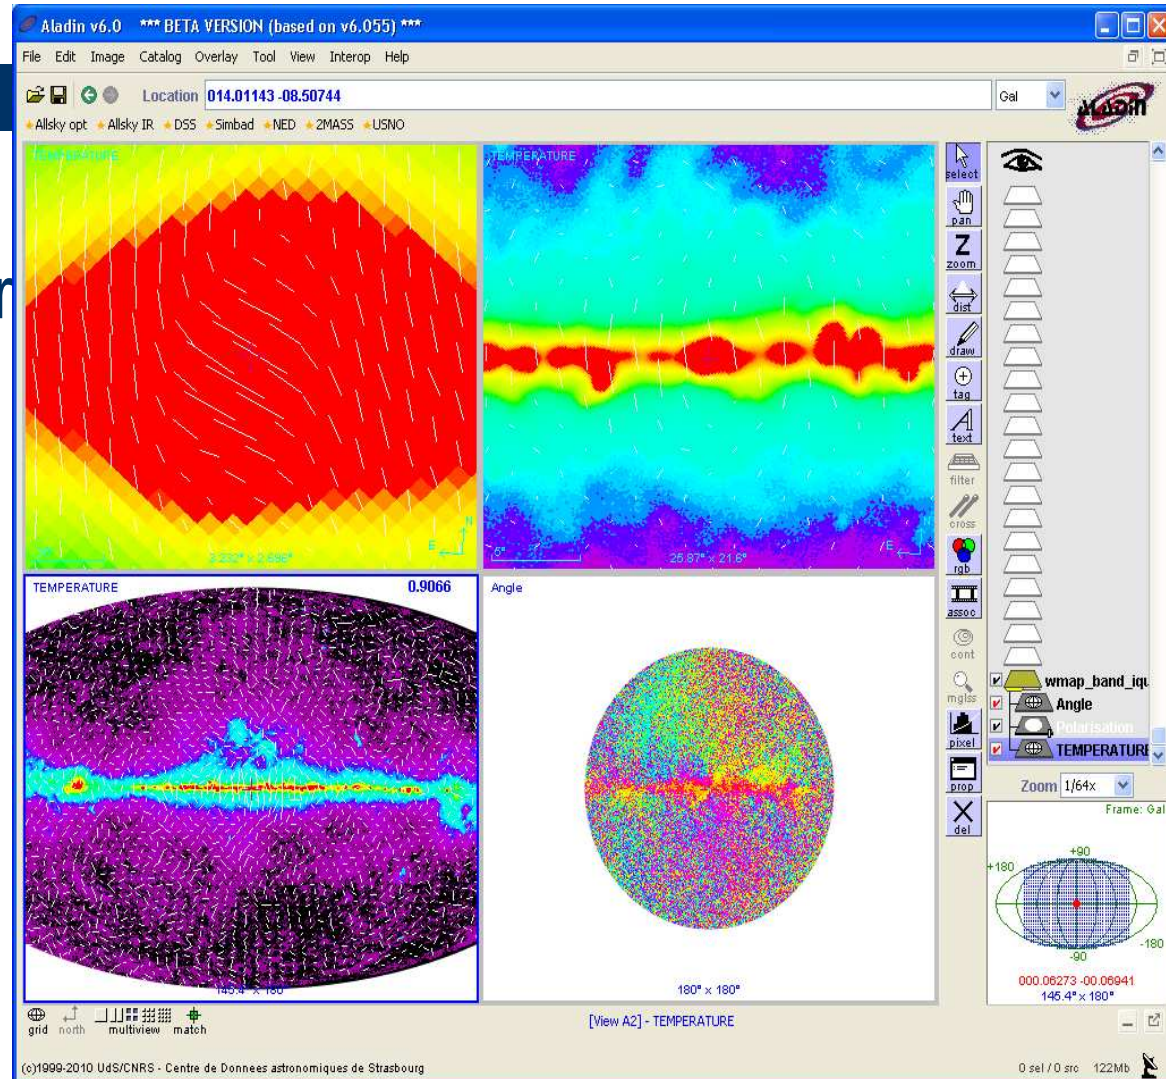 Aladin v6.0 *** BETA VERSION (based on v6.055) ***
File Edit Image Catalog Overlay Tool View Interop Help
Location 014.01143 -08.50744
Gal
ALADIN
Allsky opt Allsky IR DSS Simbad NED 2MASS USNO
TEMPERATURE
3.232° x 2.696°
TEMPERATURE
5°
25.87° x 21.6°
N
E
N
E
TEMPERATURE 0.9066
145.4° x 180°
Angle
180° x 180°
select
pan
Z
zoom
dist
draw
tag
A
text
filter
cross
rgb
assoc
cont
mglss
pixel
prop
X
del
wmap_band_iqu
Angle
Polarisation
TEMPERATURE
Zoom 1/64x
Frame: Gal
+90
+180
-180
-90
000.06273 -00.06941
145.4° x 180°
grid north multiview match
[View A2] - TEMPERATURE
(c)1999-2010 UdS/CNRS - Centre de Donnees astronomiques de Strasbourg
0 sel / 0 src 122Mb